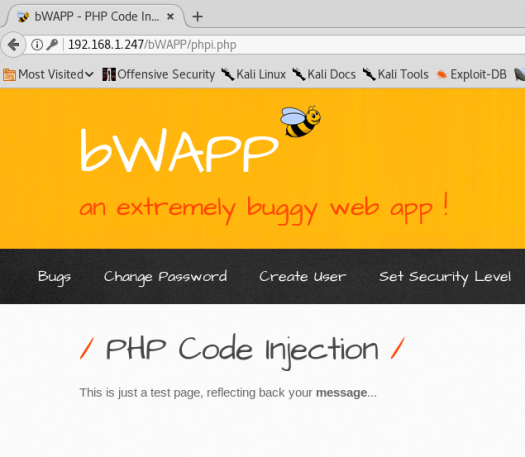 bWAPP - PHP Code In...
192.168.1.247/bWAPP/phpi.php
Most Visited Offensive Security Kali Linux Kali Docs Kali Tools Exploit-DB
bWAPP
an extremely buggy web app !
Bugs Change Password Create User Set Security Level
/ PHP Code Injection /
This is just a test page, reflecting back your message...